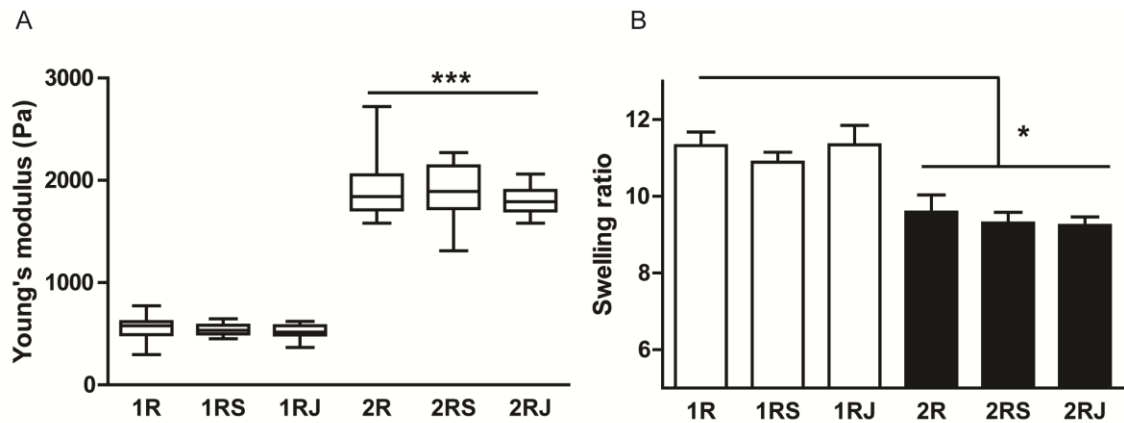 A
Young's modulus (Pa)
3000
2000
1000
0
***
1R 1RS 1RJ 2R 2RS 2RJ
B
Swelling ratio
12
10
8
6
*
1R 1RS 1RJ 2R 2RS 2RJ